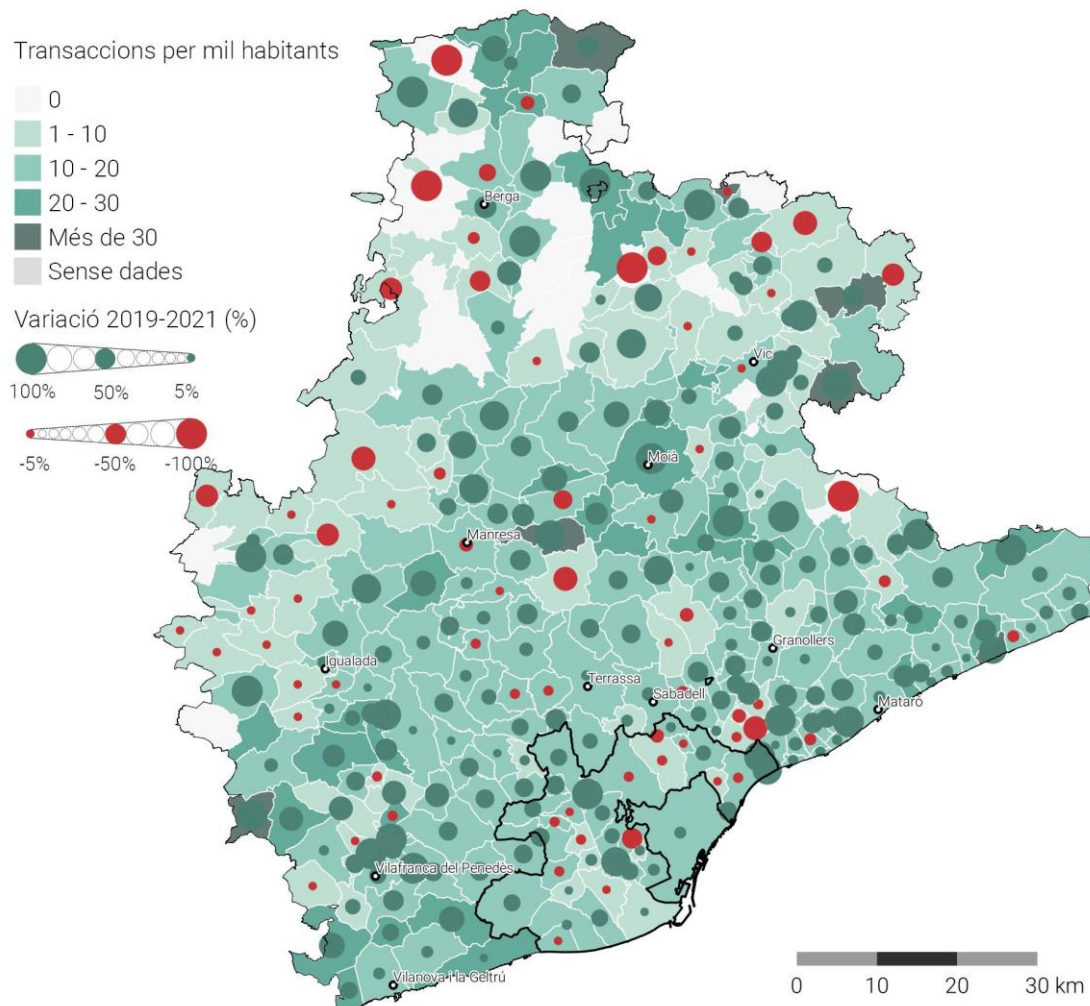 Transaccions per mil habitants
0
1 - 10
10 - 20
20 - 30
Més de 30
Sense dades
Variació 2019-2021 (%)
100% 50% 5%
-5% -50% -100%
Berga
Vic
Moià
Manresa
Granollers
Igualada
Terrassa
Sabadell
Mataró
Vilafranca del Penedès
Vilanova i la Geltrú
0 10 20 30 km